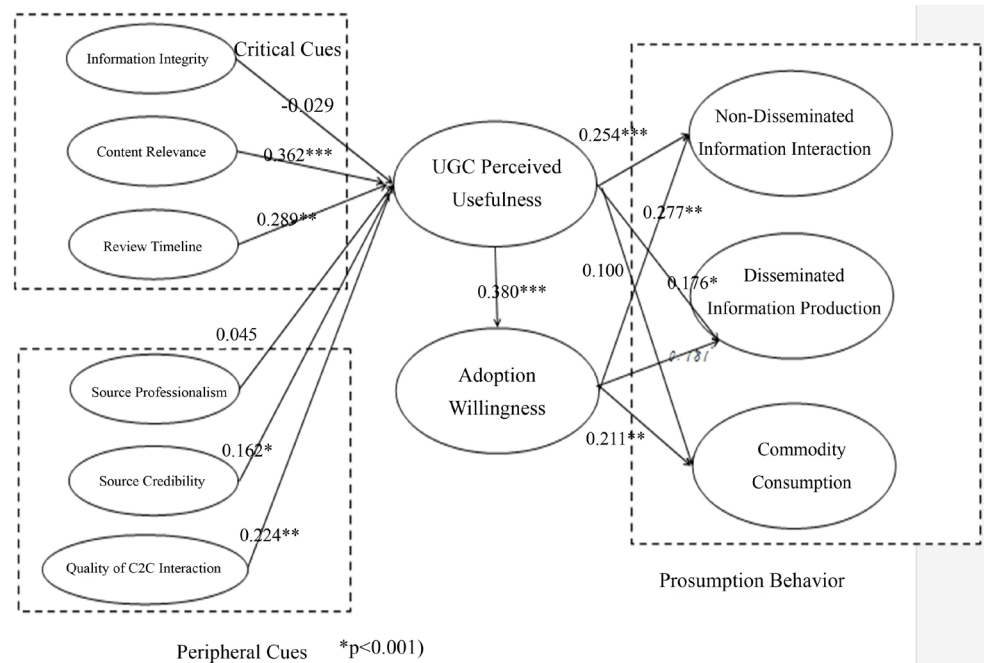 Critical Cues
Information Integrity
-0.029
Content Relevance
0.362***
Review Timeline
0.289**
0.045
Source Professionalism
Source Credibility
0.162*
Quality of C2C Interaction
0.224**
Peripheral Cues
*p<0.001)
UGC Perceived
Usefulness
0.380***
Adoption
Willingness
0.254***
0.277**
0.100
0.176*
0.211**
Non-Disseminated
Information Interaction
Disseminated
Information Production
Commodity
Consumption
Prosumption Behavior